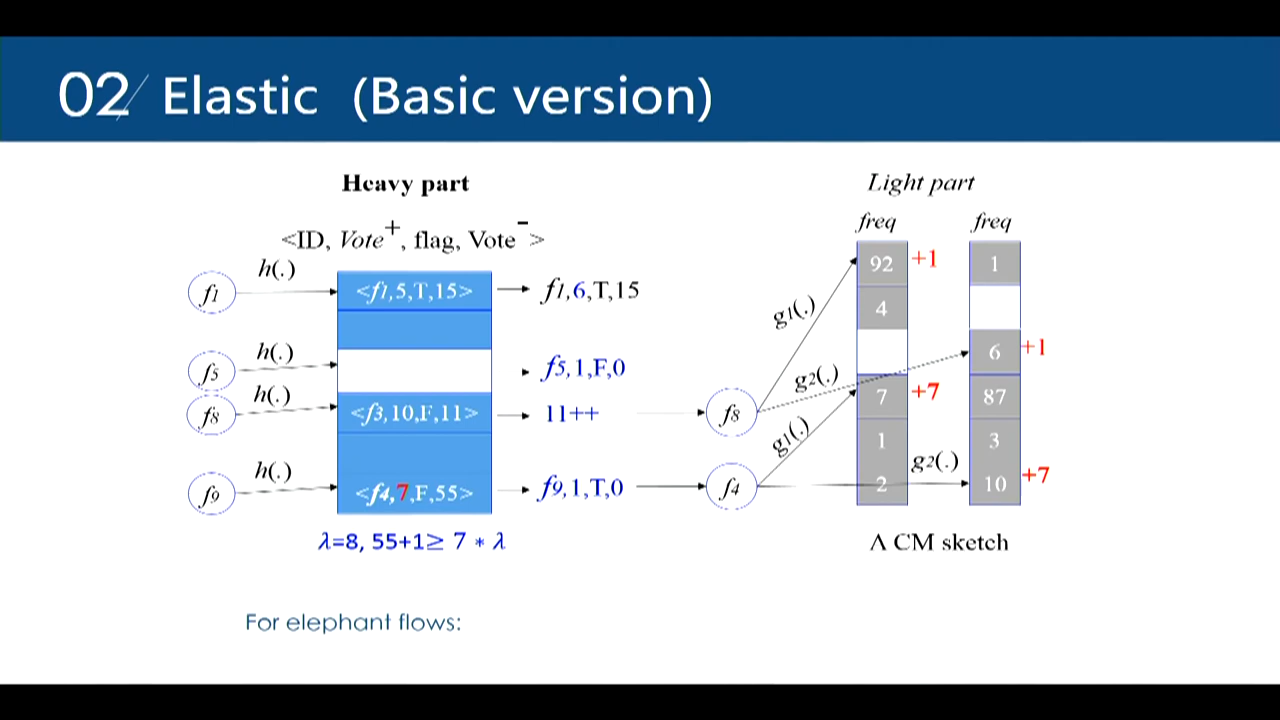 02/ Elastic (Basic version)
Heavy part
<ID, Vote+, flag, Vote->
f1
h(.)
<f1,5,T,15>
f1,6,T,15
f5
h(.)
f5,1,F,0
f8
h(.)
<f3,10,F,11>
11++
f9
h(.)
<f4,7,F,55>
f9,1,T,0
λ=8, 55+1≥ 7 * λ
f8
f4
g1(.)
g2(.)
g1(.)
g2(.)
Light part
freq
freq
92 +1
1
4
6 +1
7 +7
87
1
3
2
10 +7
A CM sketch
For elephant flows: